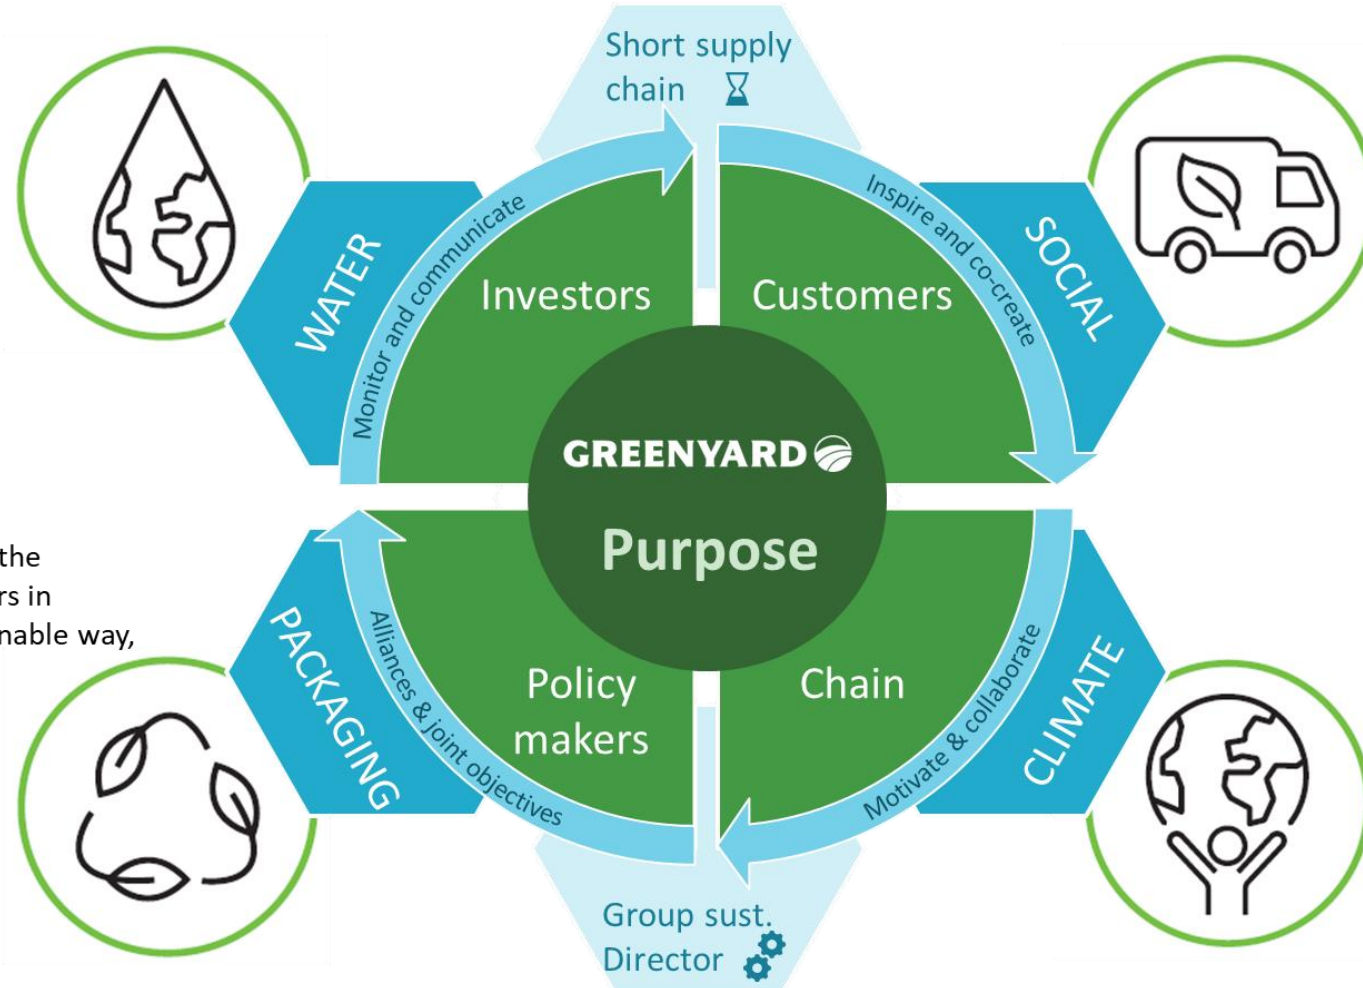 Short supply
chain
WATER
Monitor and communicate
Inspire and co-create
SOCIAL
Investors
Customers
GREENYARD
Purpose
the
rs in
nable way,
PACKAGING
Alliances & joint objectives
Policy
makers
Chain
Motivate & collaborate
CLIMATE
Group sust.
Director